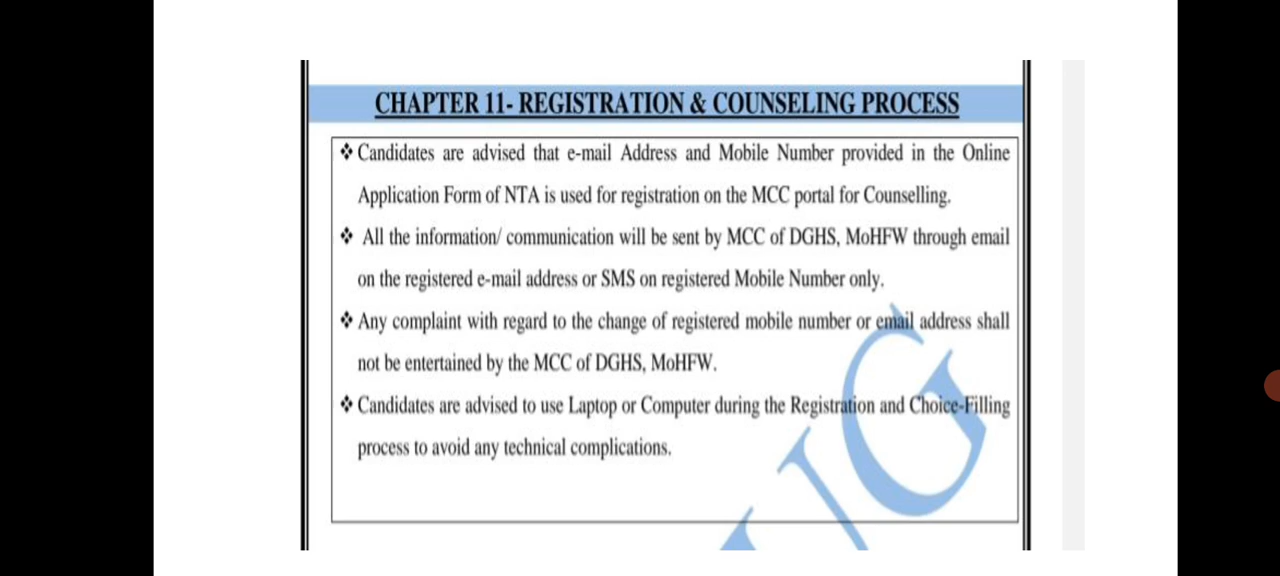 CHAPTER 11- REGISTRATION & COUNSELING PROCESS
❖ Candidates are advised that e-mail Address and Mobile Number provided in the Online
Application Form of NTA is used for registration on the MCC portal for Counselling.
❖ All the information/ communication will be sent by MCC of DGHS, MoHFW through email
on the registered e-mail address or SMS on registered Mobile Number only.
❖ Any complaint with regard to the change of registered mobile number or email address shall
not be entertained by the MCC of DGHS, MoHFW.
❖ Candidates are advised to use Laptop or Computer during the Registration and Choice-Filling
process to avoid any technical complications.